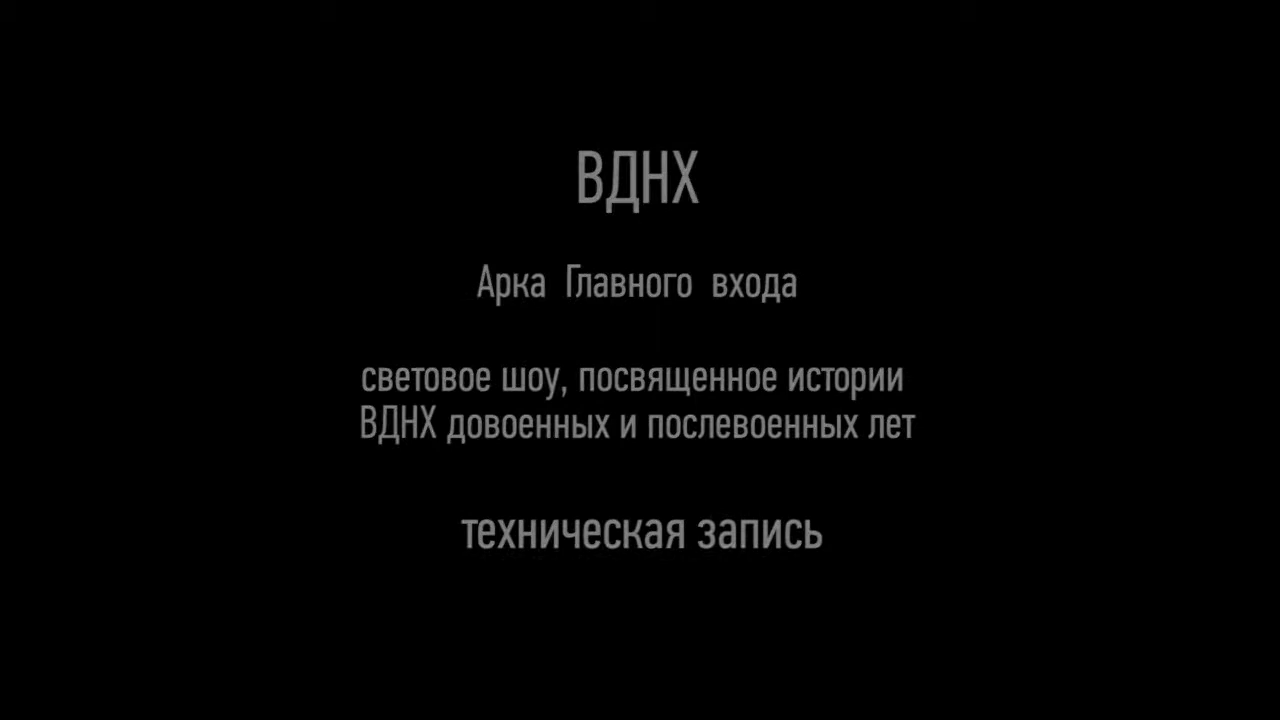 ВДНХ
Арка Главного входа
световое шоу, посвященное истории
ВДНХ довоенных и послевоенных лет
техническая запись